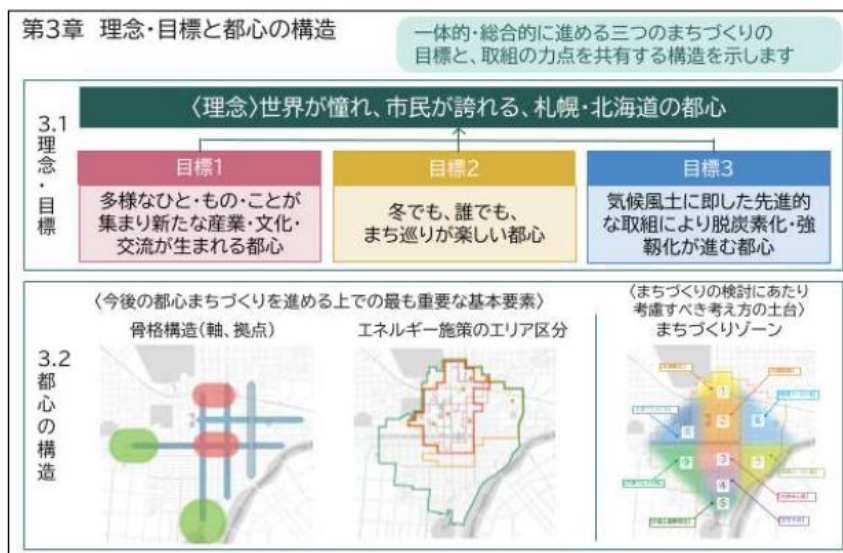 第3章 理念・目標と都心の構造
一体的・総合的に進める三つのまちづくりの
目標と、取組の力点を共有する構造を示します
3.1
理念・目標
〈理念〉世界が憧れ、市民が誇れる、札幌・北海道の都心
目標1
多様なひと・もの・ことが
集まり新たな産業・文化・
交流が生まれる都心
目標2
冬でも、誰でも、
まち巡りが楽しい都心
目標3
気候風土に即した先進的
な取組により脱炭素化・強
靱化が進む都心
3.2
都心の構造
〈今後の都心まちづくりを進める上での最も重要な基本要素〉
骨格構造(軸、拠点)
エネルギー施策のエリア区分
〈まちづくりの検討にあたり
考慮すべき考え方の土台〉
まちづくりゾーン
1
2
6
8
3
9
7
4
5